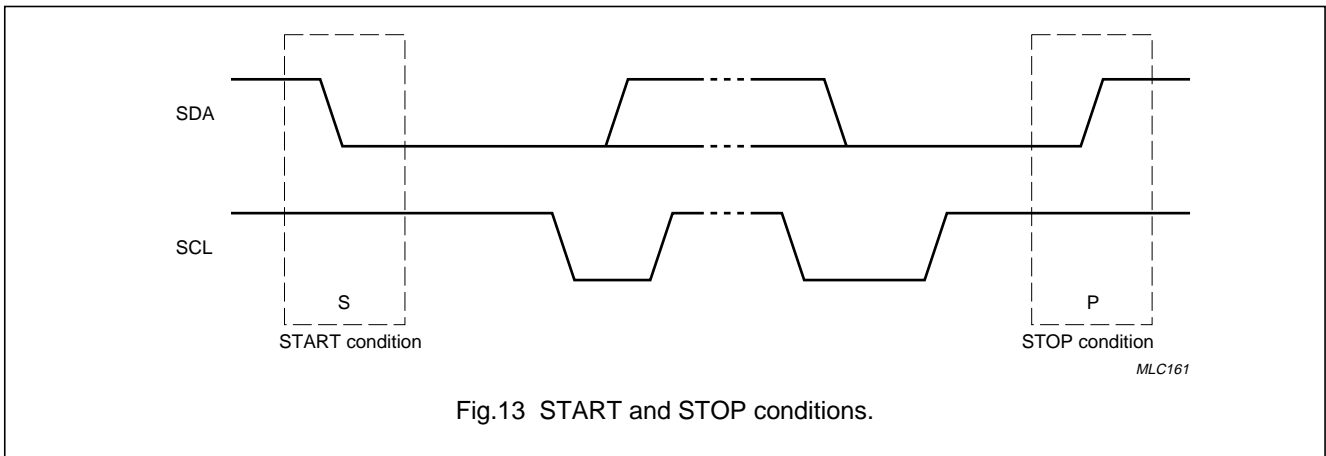 SDA
SCL
S
P
START condition
STOP condition
MLC161
Fig.13 START and STOP conditions.